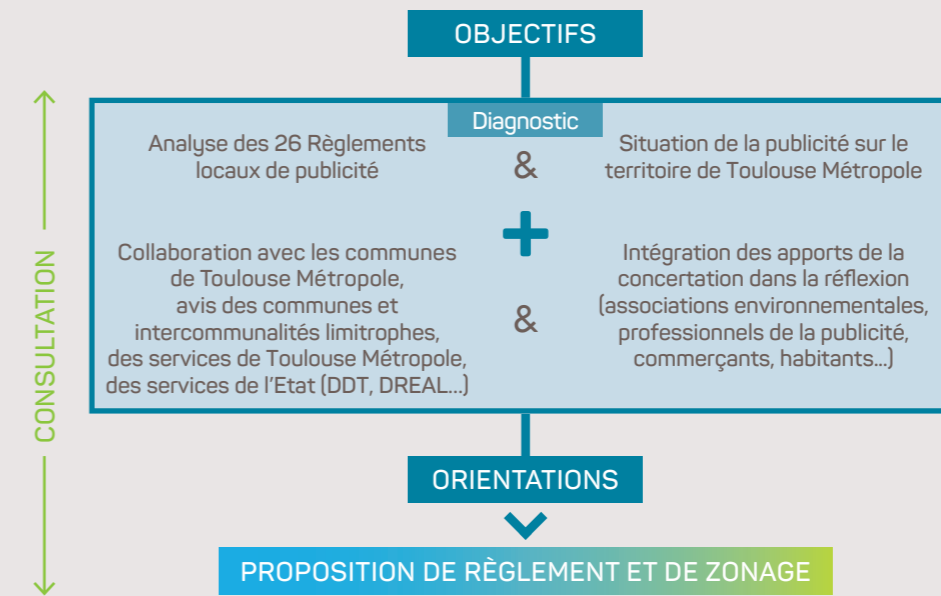 OBJECTIFS
Diagnostic
Analyse des 26 Règlements
locaux de publicité
&
Situation de la publicité sur le
territoire de Toulouse Métropole
+
Collaboration avec les communes
de Toulouse Métropole,
avis des communes et
intercommunalités limitrophes,
des services de Toulouse Métropole,
des services de l'Etat (DDT, DREAL...)
&
Intégration des apports de la
concertation dans la réflexion
(associations environnementales,
professionnels de la publicité,
commerçants, habitants...)
CONSULTATION
ORIENTATIONS
PROPOSITION DE RÈGLEMENT ET DE ZONAGE